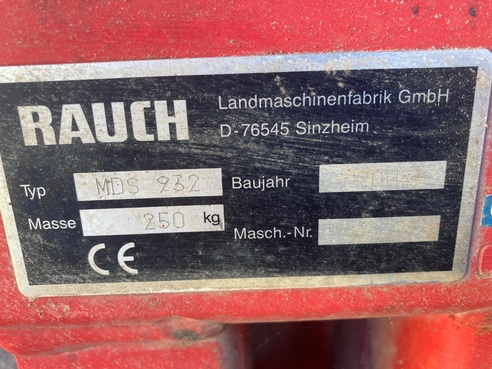 RAUCH
Landmaschinenfabrik GmbH
D-76545 Sinzheim
Typ MDS 932 Baujahr
Masse 250 kg Masch.-Nr.
CE